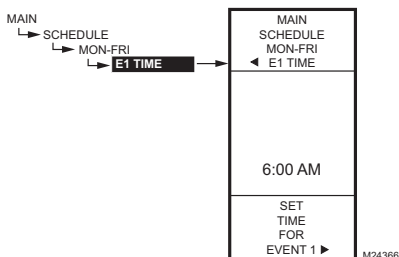 MAIN
SCHEDULE
MON-FRI
E1 TIME
MAIN
SCHEDULE
MON-FRI
◄ E1 TIME
6:00 AM
SET
TIME
FOR
EVENT 1 ►
M24366